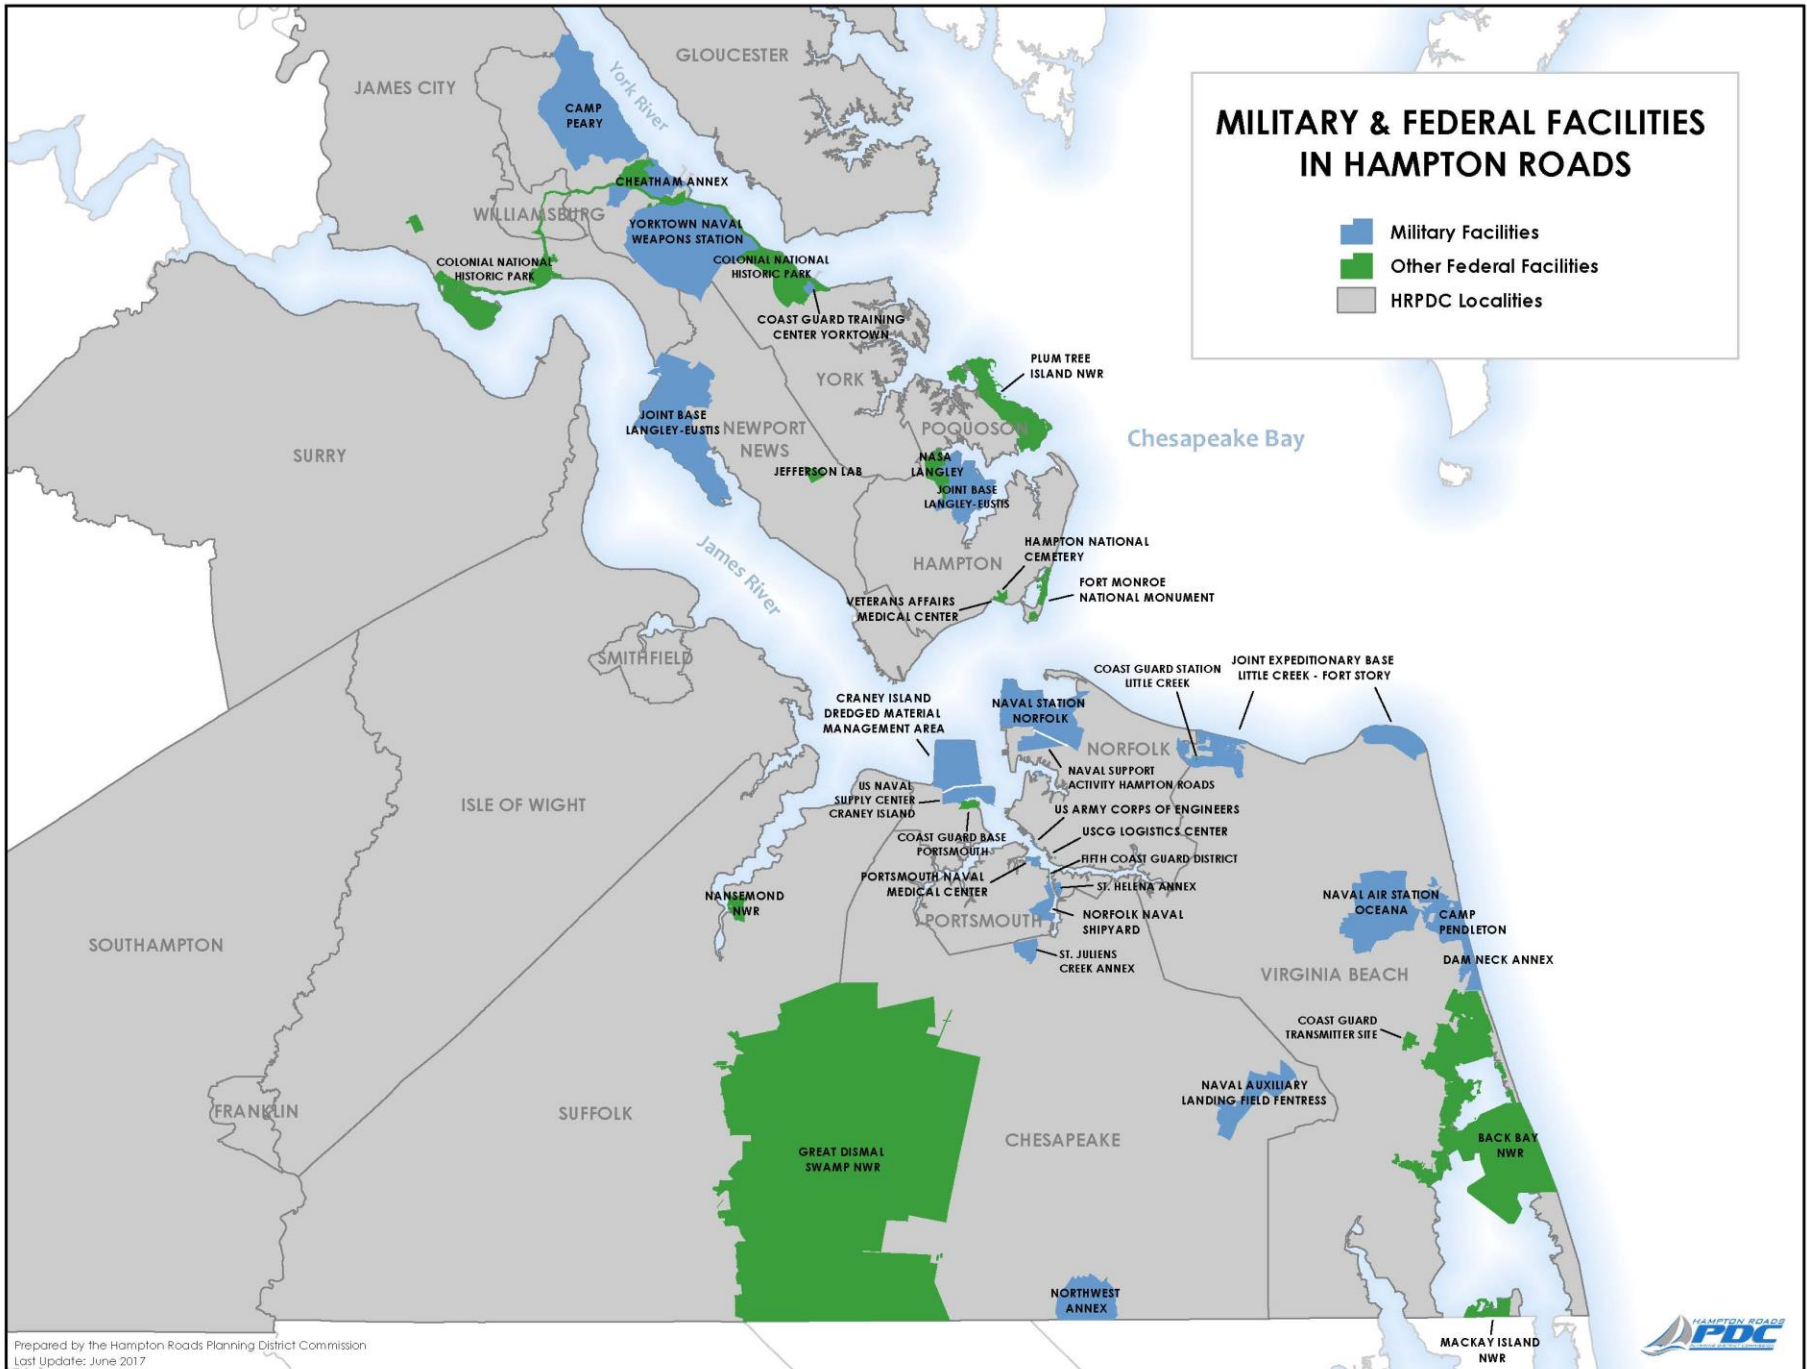 MILITARY & FEDERAL FACILITIES
IN HAMPTON ROADS
Military Facilities
Other Federal Facilities
HRPDC Localities
GLOUCESTER
JAMES CITY
York River
CAMP
PEARY
CHEATHAM ANNEX
WILLIAMSBURG
YORKTOWN NAVAL
WEAPONS STATION
COLONIAL NATIONAL
HISTORIC PARK
COLONIAL NATIONAL
HISTORIC PARK
COAST GUARD TRAINING
CENTER YORKTOWN
PLUM TREE
ISLAND NWR
YORK
JOINT BASE
LANGLEY-EUSTIS
NEWPORT
NEWS
POQUOSON
Chesapeake Bay
SURRY
JEFFERSON LAB
NASA
LANGLEY
JOINT BASE
LANGLEY-EUSTIS
James River
HAMPTON
HAMPTON NATIONAL
CEMETERY
FORT MONROE
NATIONAL MONUMENT
VETERANS AFFAIRS
MEDICAL CENTER
SMITHFIELD
COAST GUARD STATION
LITTLE CREEK
JOINT EXPEDITIONARY BASE
LITTLE CREEK - FORT STORY
CRANEY ISLAND
DREDGED MATERIAL
MANAGEMENT AREA
NAVAL STATION
NORFOLK
NORFOLK
NAVAL SUPPORT
ACTIVITY HAMPTON ROADS
US NAVAL
SUPPLY CENTER
CRANEY ISLAND
ISLE OF WIGHT
US ARMY CORPS OF ENGINEERS
USCG LOGISTICS CENTER
COAST GUARD BASE
PORTSMOUTH
FIFTH COAST GUARD DISTRICT
PORTSMOUTH NAVAL
MEDICAL CENTER
ST. HELENA ANNEX
NANSEMOND
NWR
PORTSMOUTH
NORFOLK NAVAL
SHIPYARD
NAVAL AIR STATION
OCEANA
CAMP
PENDLETON
SOUTHAMPTON
ST. JULIENS
CREEK ANNEX
DAM NECK ANNEX
VIRGINIA BEACH
COAST GUARD
TRANSMITTER SITE
FRANKLIN
SUFFOLK
NAVAL AUXILIARY
LANDING FIELD FENTRESS
CHESAPEAKE
GREAT DISMAL
SWAMP NWR
BACK BAY
NWR
NORTHWEST
ANNEX
MACKAY ISLAND
NWR
Prepared by the Hampton Roads Planning District Commission
Last Update: June 2017
HAMPTON ROADS
PDC